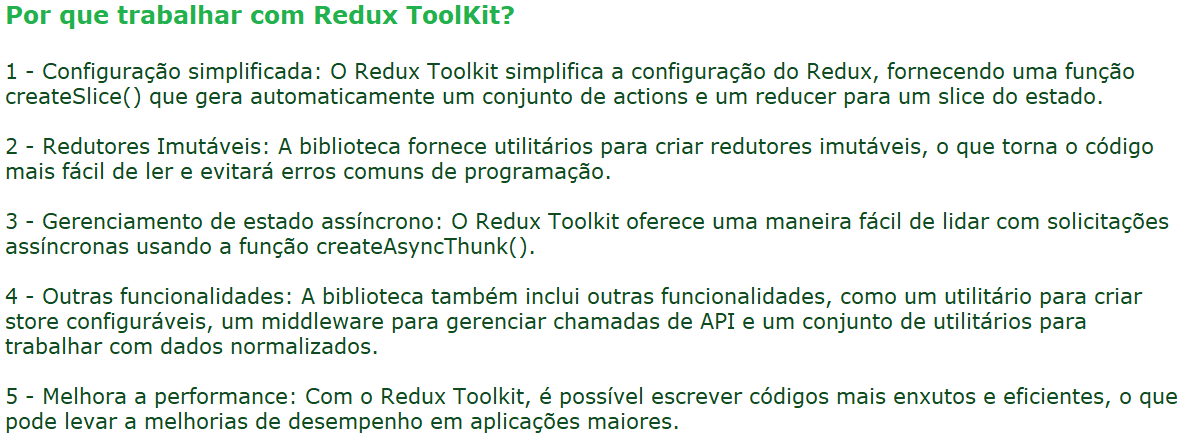 Por que trabalhar com Redux ToolKit?
1 - Configuração simplificada: O Redux Toolkit simplifica a configuração do Redux, fornecendo uma função
createSlice() que gera automaticamente um conjunto de actions e um reducer para um slice do estado.
2 - Redutores Imutáveis: A biblioteca fornece utilitários para criar redutores imutáveis, o que torna o código
mais fácil de ler e evitará erros comuns de programação.
3 - Gerenciamento de estado assíncrono: O Redux Toolkit oferece uma maneira fácil de lidar com solicitações
assíncronas usando a função createAsyncThunk().
4 - Outras funcionalidades: A biblioteca também inclui outras funcionalidades, como um utilitário para criar
store configuráveis, um middleware para gerenciar chamadas de API e um conjunto de utilitários para
trabalhar com dados normalizados.
5 - Melhora a performance: Com o Redux Toolkit, é possível escrever códigos mais enxutos e eficientes, o que
pode levar a melhorias de desempenho em aplicações maiores.